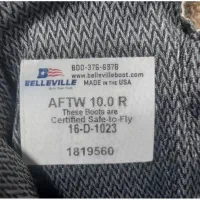 800-376-6978
www.bellevilleboot.com
BELLEVILLE
MADE IN THE USA
AFTW 10.0 R
These Boots are
Certified Safe-to-Fly
16-D-1023
1819560